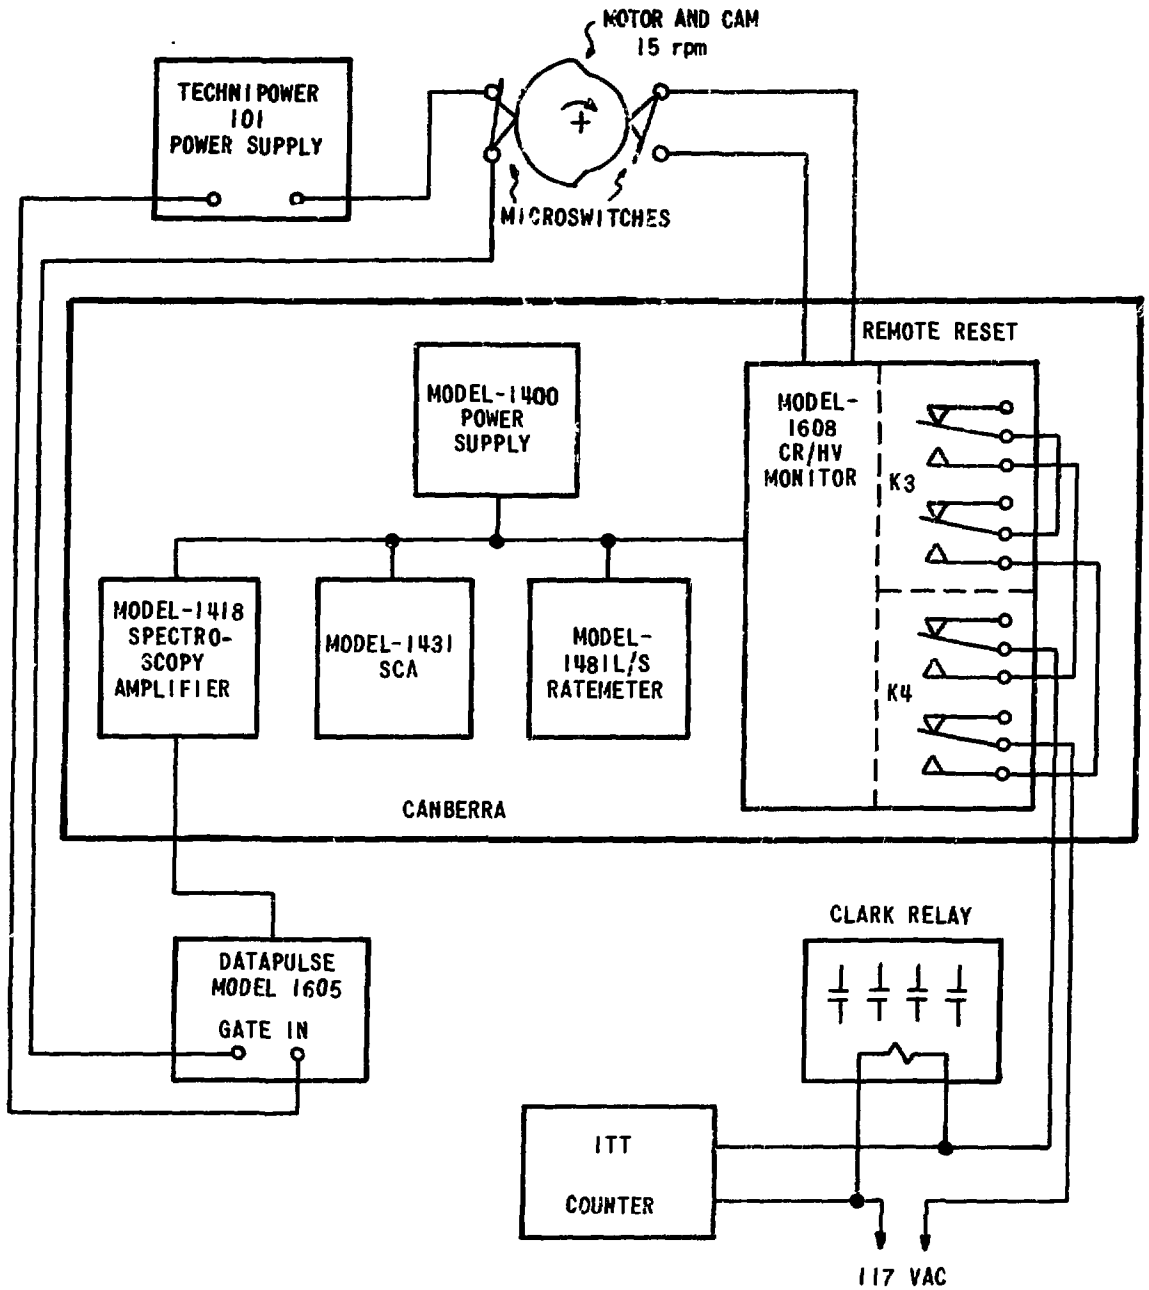 MOTOR AND CAM
15 rpm
TECHNIPOWER
101
POWER SUPPLY
MICROSWITCHES
REMOTE RESET
MODEL-1400
POWER
SUPPLY
MODEL-
1608
CR/HV
MONITOR
K3
K4
MODEL-1418
SPECTRO-
SCOPY
AMPLIFIER
MODEL-1431
SCA
MODEL-
1481L/S
RATEMETER
CANBERRA
DATAPULSE
MODEL 1605
GATE IN
CLARK RELAY
ITT
COUNTER
117 VAC